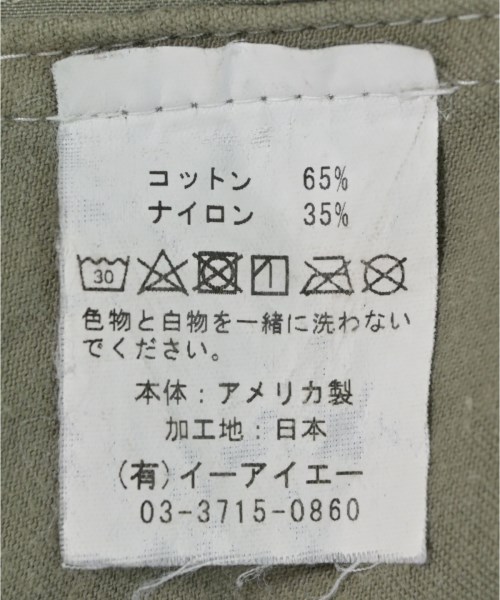 コットン 65%
ナイロン 35%
30
色物と白物を一緒に洗わない
でください。
本体：アメリカ製
加工地：日本
(有)イーアイエー
03-3715-0860